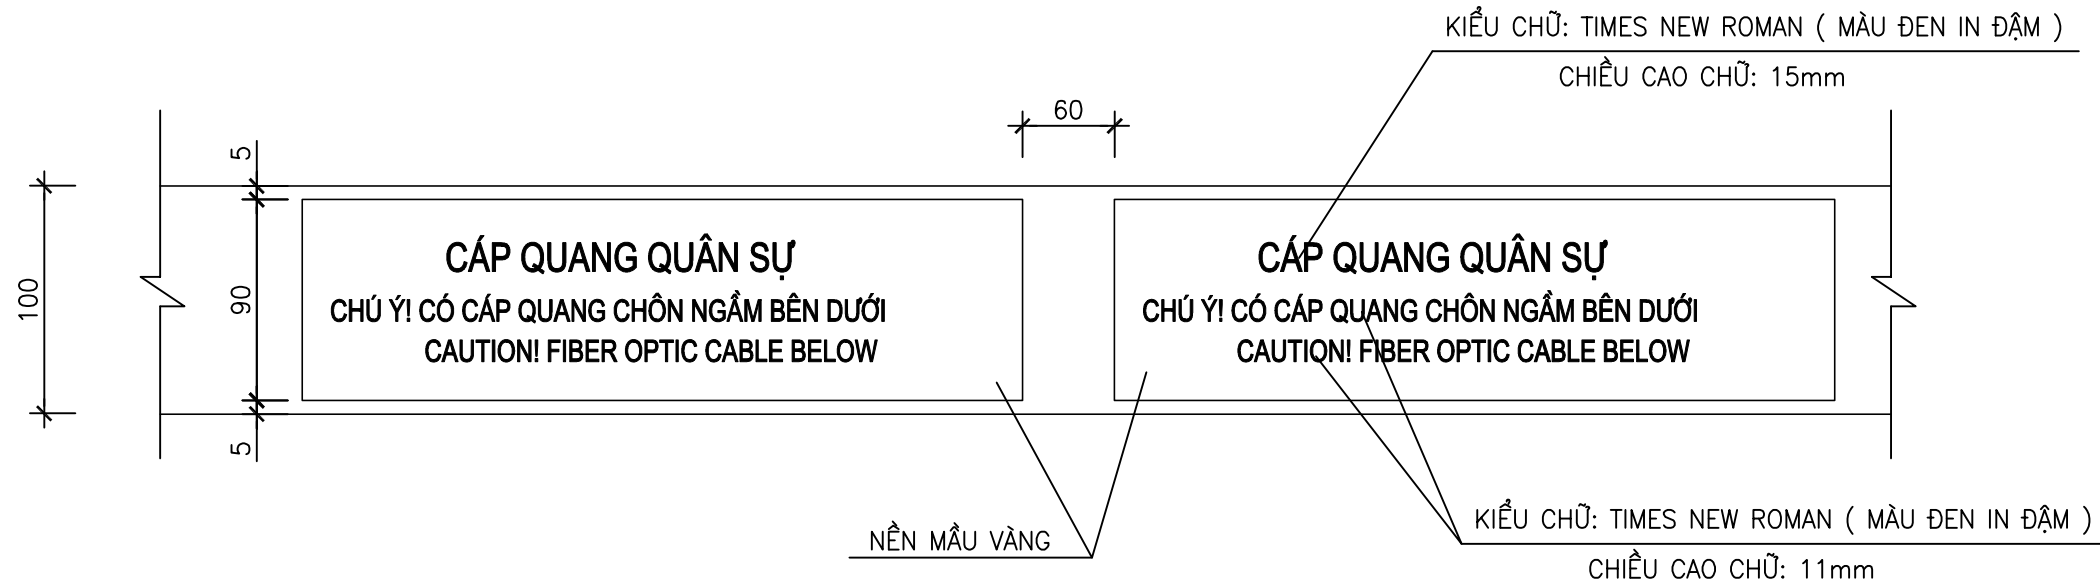 KIỂU CHỮ: TIMES NEW ROMAN ( MÀU ĐEN IN ĐẬM )
CHIỀU CAO CHỮ: 15mm
60
5
100
90
5
CÁP QUANG QUÂN SỰ
CHÚ Ý! CÓ CÁP QUANG CHÔN NGẦM BÊN DƯỚI
CAUTION! FIBER OPTIC CABLE BELOW
CÁP QUANG QUÂN SỰ
CHÚ Ý! CÓ CÁP QUANG CHÔN NGẦM BÊN DƯỚI
CAUTION! FIBER OPTIC CABLE BELOW
NỀN MẦU VÀNG
KIỂU CHỮ: TIMES NEW ROMAN ( MÀU ĐEN IN ĐẬM )
CHIỀU CAO CHỮ: 11mm